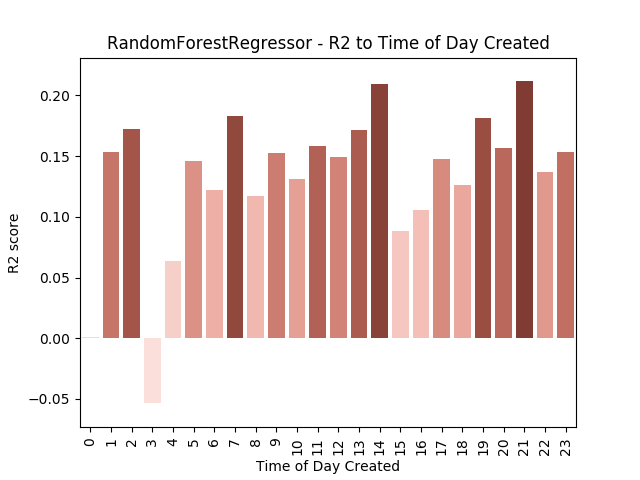 RandomForestRegressor - R2 to Time of Day Created
R2 score
0.20
0.15
0.10
0.05
0.00
−0.05
0 1 2 3 4 5 6 7 8 9 10 11 12 13 14 15 16 17 18 19 20 21 22 23
Time of Day Created